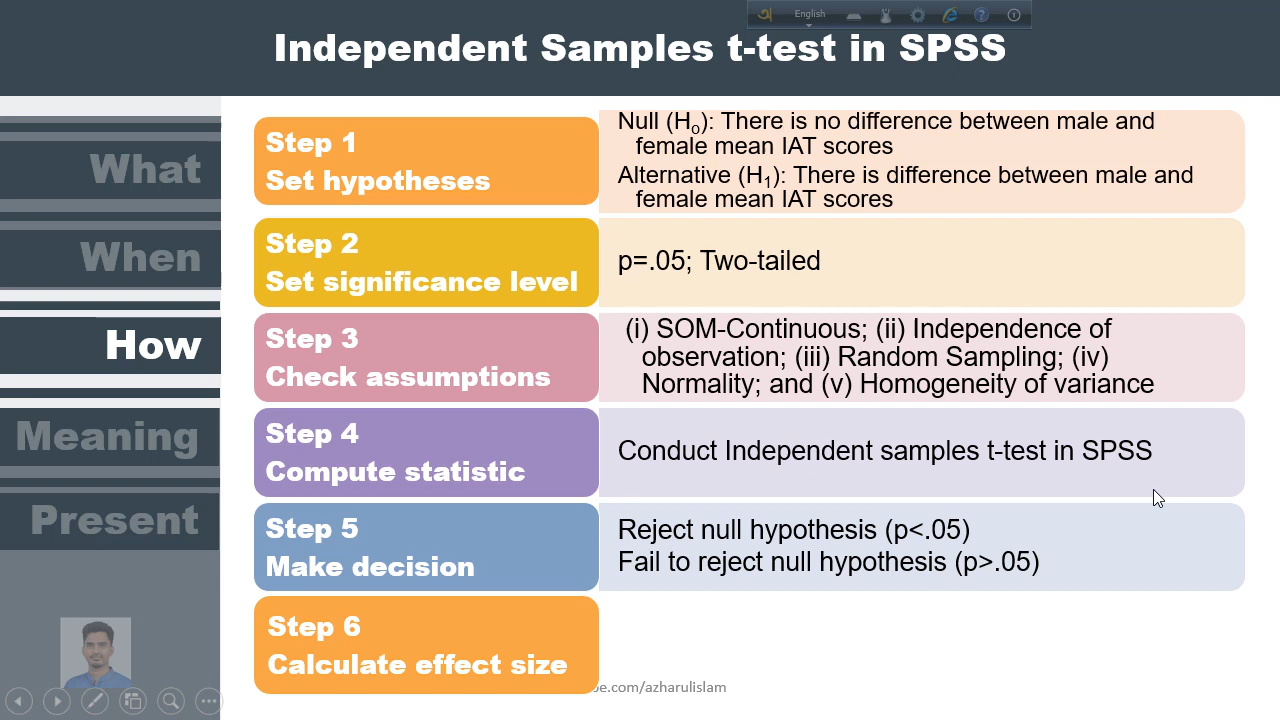 English
Independent Samples t-test in SPSS
What
When
How
Meaning
Present
Step 1
Set hypotheses
Null (Ho): There is no difference between male and
female mean IAT scores
Alternative (H1): There is difference between male and
female mean IAT scores
Step 2
Set significance level
p=.05; Two-tailed
Step 3
Check assumptions
(i) SOM-Continuous; (ii) Independence of
observation; (iii) Random Sampling; (iv)
Normality; and (v) Homogeneity of variance
Step 4
Compute statistic
Conduct Independent samples t-test in SPSS
Step 5
Make decision
Reject null hypothesis (p<.05)
Fail to reject null hypothesis (p>.05)
Step 6
Calculate effect size
be.com/azharulislam